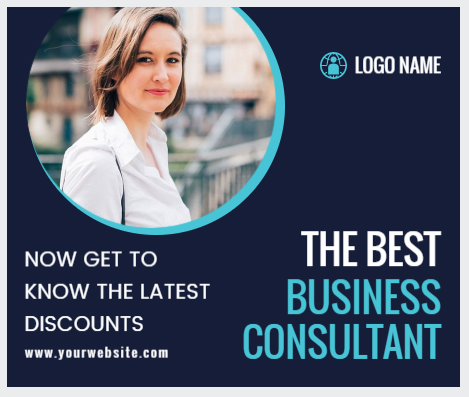 LOGO NAME
THE BEST
BUSINESS
CONSULTANT
NOW GET TO
KNOW THE LATEST
DISCOUNTS
www.yourwebsite.com